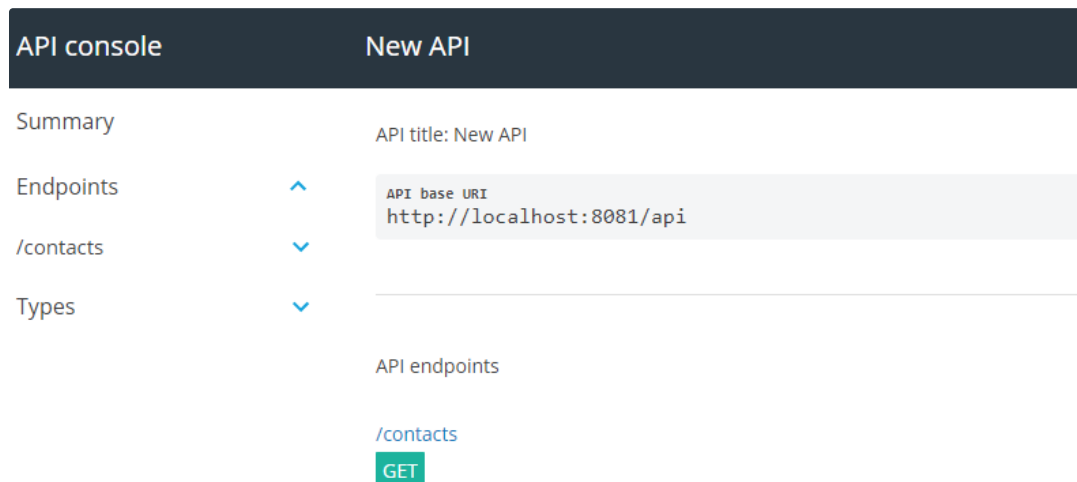 API console
New API
Summary
Endpoints
/contacts
Types
API title: New API
API base URI
http://localhost:8081/api
API endpoints
/contacts
GET